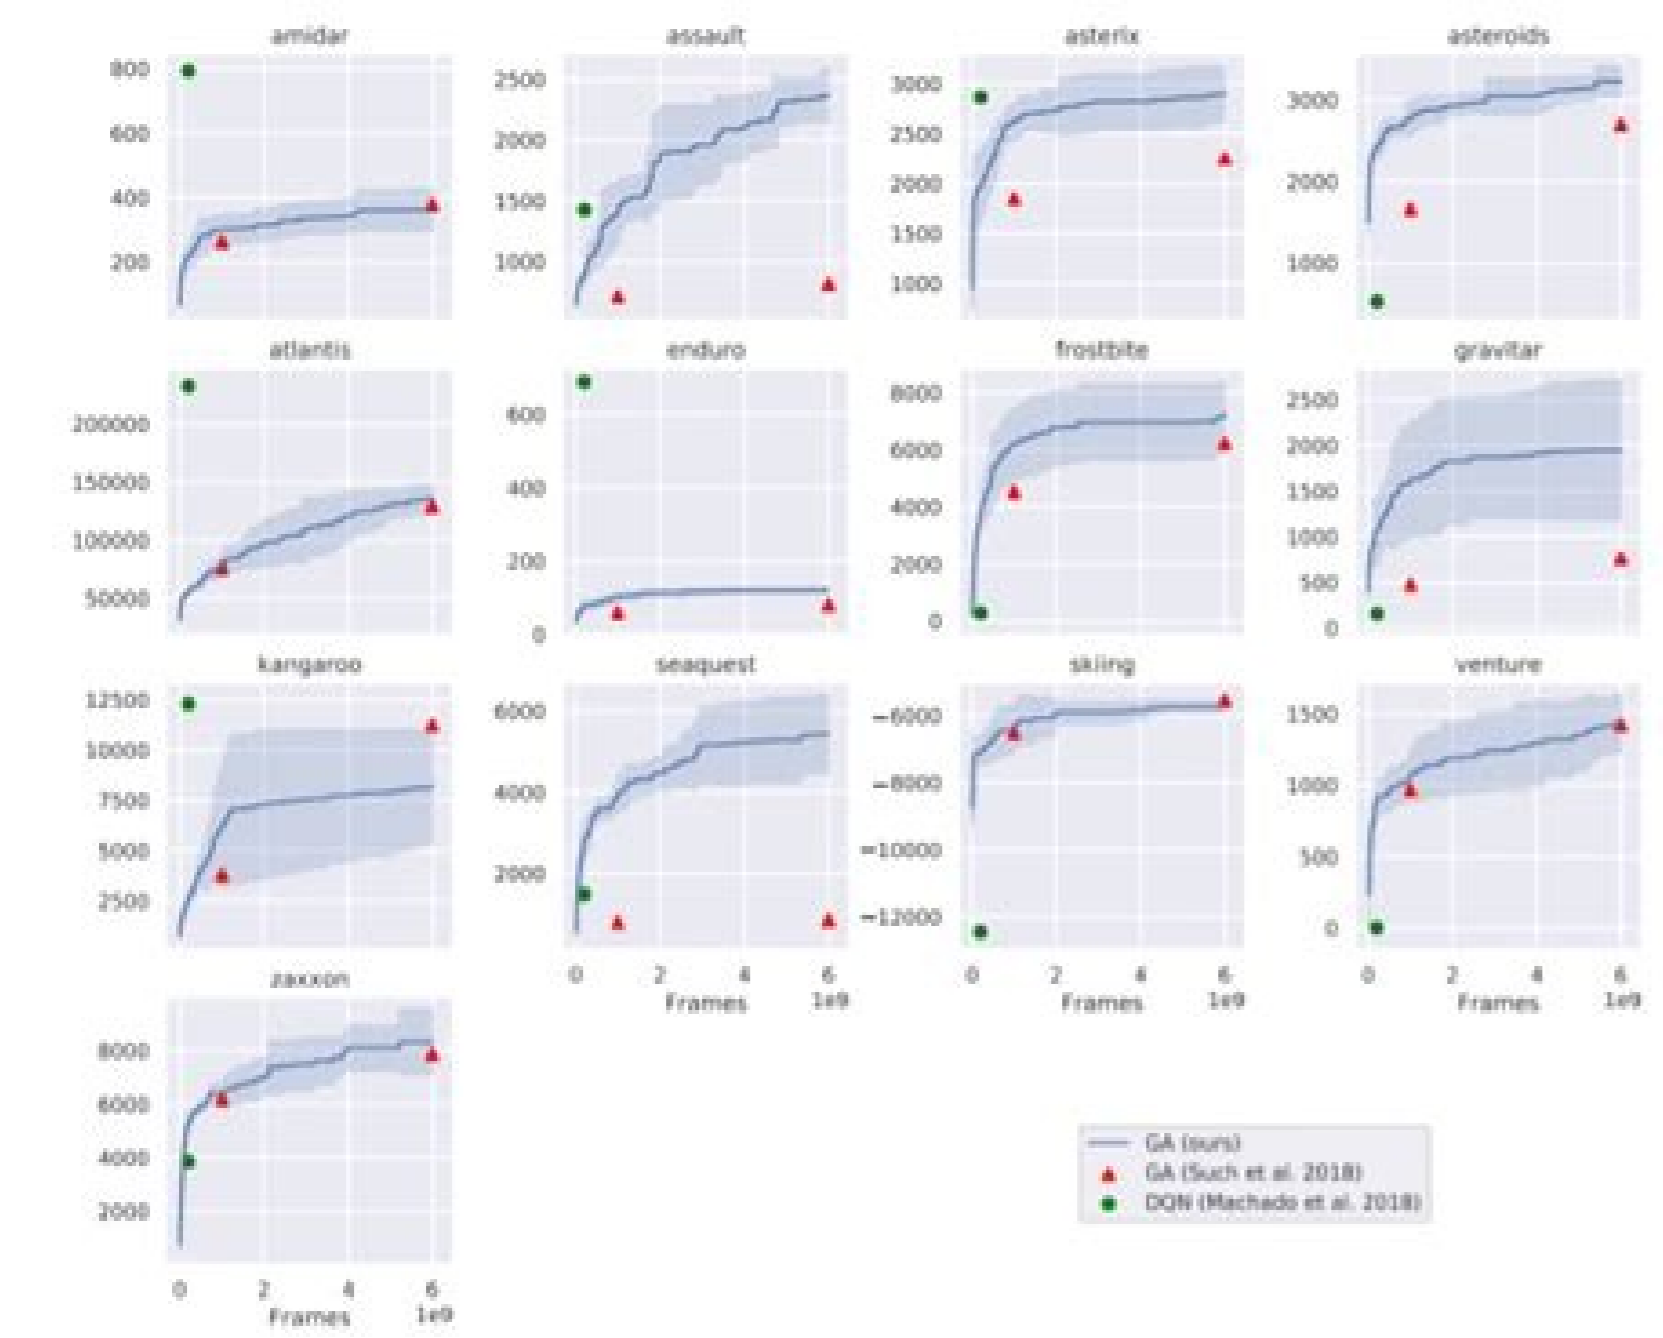 amidar assault asterix asteroids
800 600 400 200
2500 2000 1500 1000
3000 2500 2000 1500 1000
3000 2000 1000
atlantis enduro frostbite gravitar
200000 150000 100000 50000
600 400 200 0
8000 6000 4000 2000 0
2500 2000 1500 1000 500 0
kangaroo seaquest skiing venture
12500 10000 7500 5000 2500
6000 4000 2000
−6000 −8000 −10000 −12000
1500 1000 500 0
0 2 4 6 0 2 4 6 0 2 4 6
Frames 1e9 Frames 1e9 Frames 1e9
zaxxon
8000 6000 4000 2000
0 2 4 6
Frames 1e9
GA (ours)
GA (Such et al. 2018)
DQN (Machado et al. 2018)